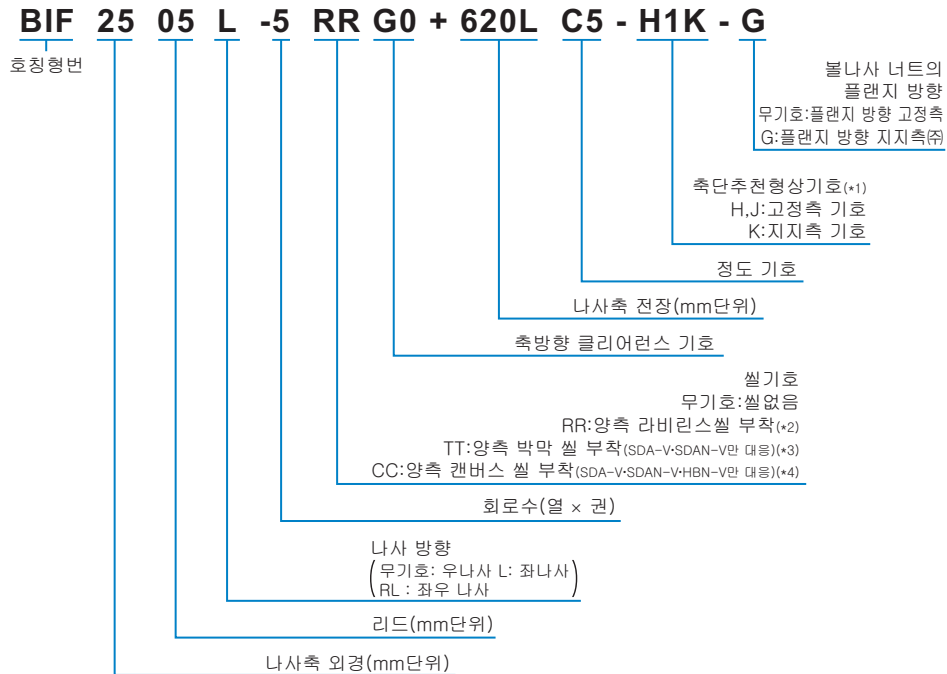 BIF 25 05 L -5 RR G0 + 620L C5 - H1K - G
호칭형번
볼나사 너트의
플랜지 방향
무기호:플랜지 방향 고정측
G:플랜지 방향 지지측㈜
축단추천형상기호(*1)
H,J:고정측 기호
K:지지측 기호
정도 기호
나사축 전장(mm단위)
축방향 클리어런스 기호
씰기호
무기호:씰없음
RR:양측 라비린스씰 부착(*2)
TT:양측 박막 씰 부착(SDA-V·SDAN-V만 대응)(*3)
CC:양측 캔버스 씰 부착(SDA-V·SDAN-V·HBN-V만 대응)(*4)
회로수(열 × 권)
나사 방향
(무기호: 우나사 L: 좌나사
RL : 좌우 나사)
리드(mm단위)
나사축 외경(mm단위)